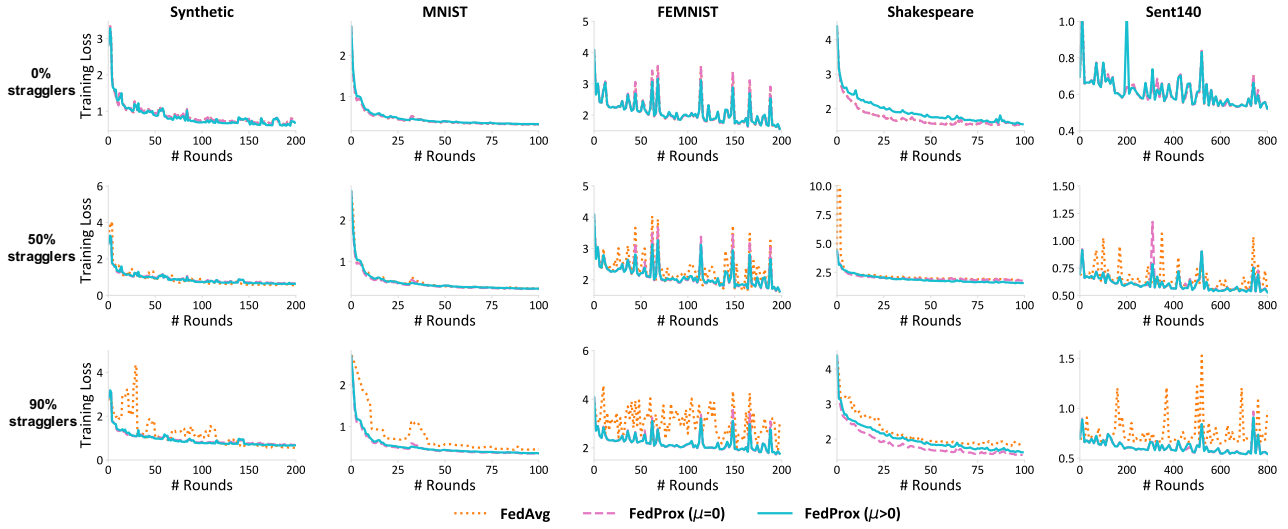 Synthetic MNIST FEMNIST Shakespeare Sent140
0% stragglers
Training Loss
3
2
1
0 50 100 150 200
# Rounds
2
1
0 25 50 75 100
# Rounds
5
4
3
2
0 50 100 150 200
# Rounds
4
3
2
0 50 100
# Rounds
1.0
0.8
0.6
0.4
0 200 400 600 800
# Rounds
50% stragglers
Training Loss
6
4
2
0
0 50 100 150 200
# Rounds
2
1
0 25 50 75 100
# Rounds
5
4
3
2
0 50 100 150 200
# Rounds
10.0
7.5
5.0
2.5
0 50 100
# Rounds
1.50
1.25
1.00
0.75
0.50
0 200 400 600 800
# Rounds
90% stragglers
Training Loss
4
2
0
0 50 100 150 200
# Rounds
2
1
0 25 50 75 100
# Rounds
6
4
2
0 50 100 150 200
# Rounds
4
3
2
0 50 100
# Rounds
1.5
1.0
0.5
0 200 400 600 800
# Rounds
FedAvg FedProx (μ=0) FedProx (μ>0)